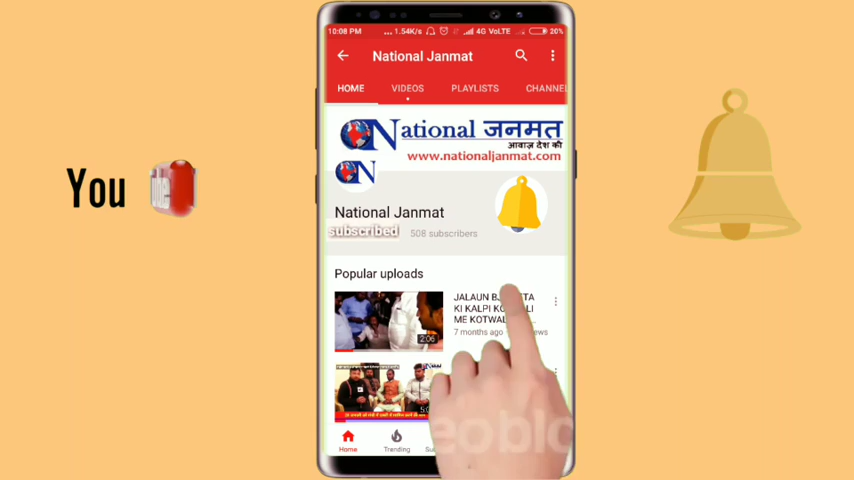 10:08 PM ... 1.54K/s 4G VoLTE 20%
National Janmat
HOME VIDEOS PLAYLISTS CHANNEL
National जनमत
आवाज़ देश की
www.nationaljanmat.com
N
You
National Janmat
subscribed 508 subscribers
Popular uploads
JALAUN
KI KALPI
ME
7 months ago
2:06
Home Trending